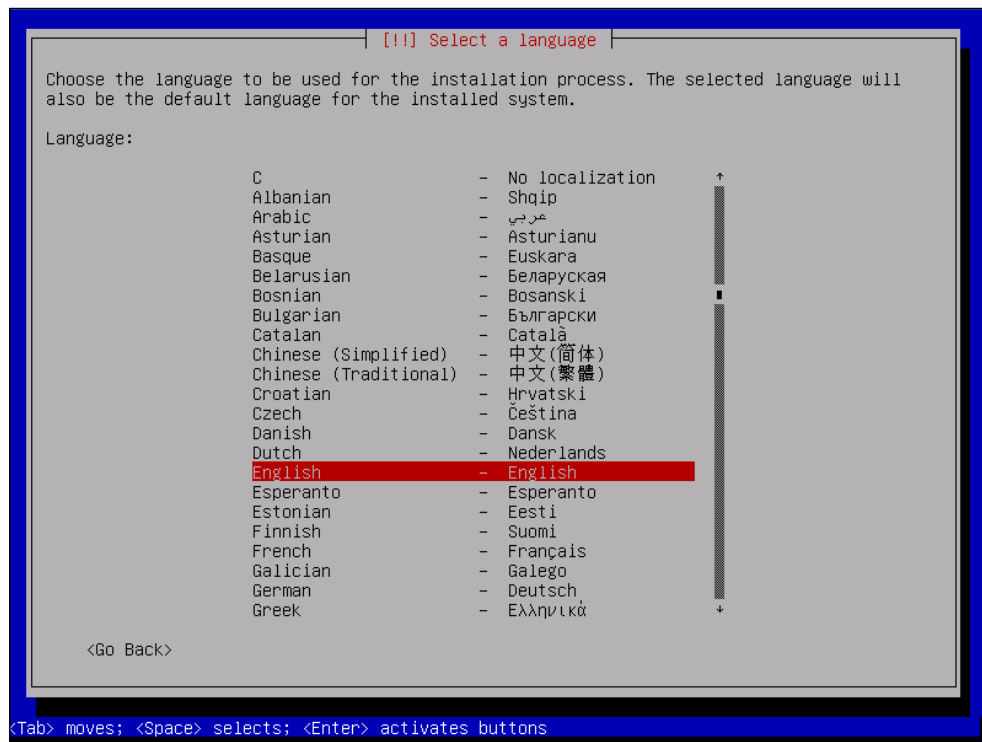 [!!] Select a language
Choose the language to be used for the installation process. The selected language will
also be the default language for the installed system.
Language:
C - No localization
Albanian - Shqip
Arabic - عربي
Asturian - Asturianu
Basque - Euskara
Belarusian - Беларуская
Bosnian - Bosanski
Bulgarian - Български
Catalan - Català
Chinese (Simplified) - 中文(简体)
Chinese (Traditional) - 中文(繁體)
Croatian - Hrvatski
Czech - Čeština
Danish - Dansk
Dutch - Nederlands
English - English
Esperanto - Esperanto
Estonian - Eesti
Finnish - Suomi
French - Français
Galician - Galego
German - Deutsch
Greek - Ελληνικά
<Go Back>
<Tab> moves; <Space> selects; <Enter> activates buttons